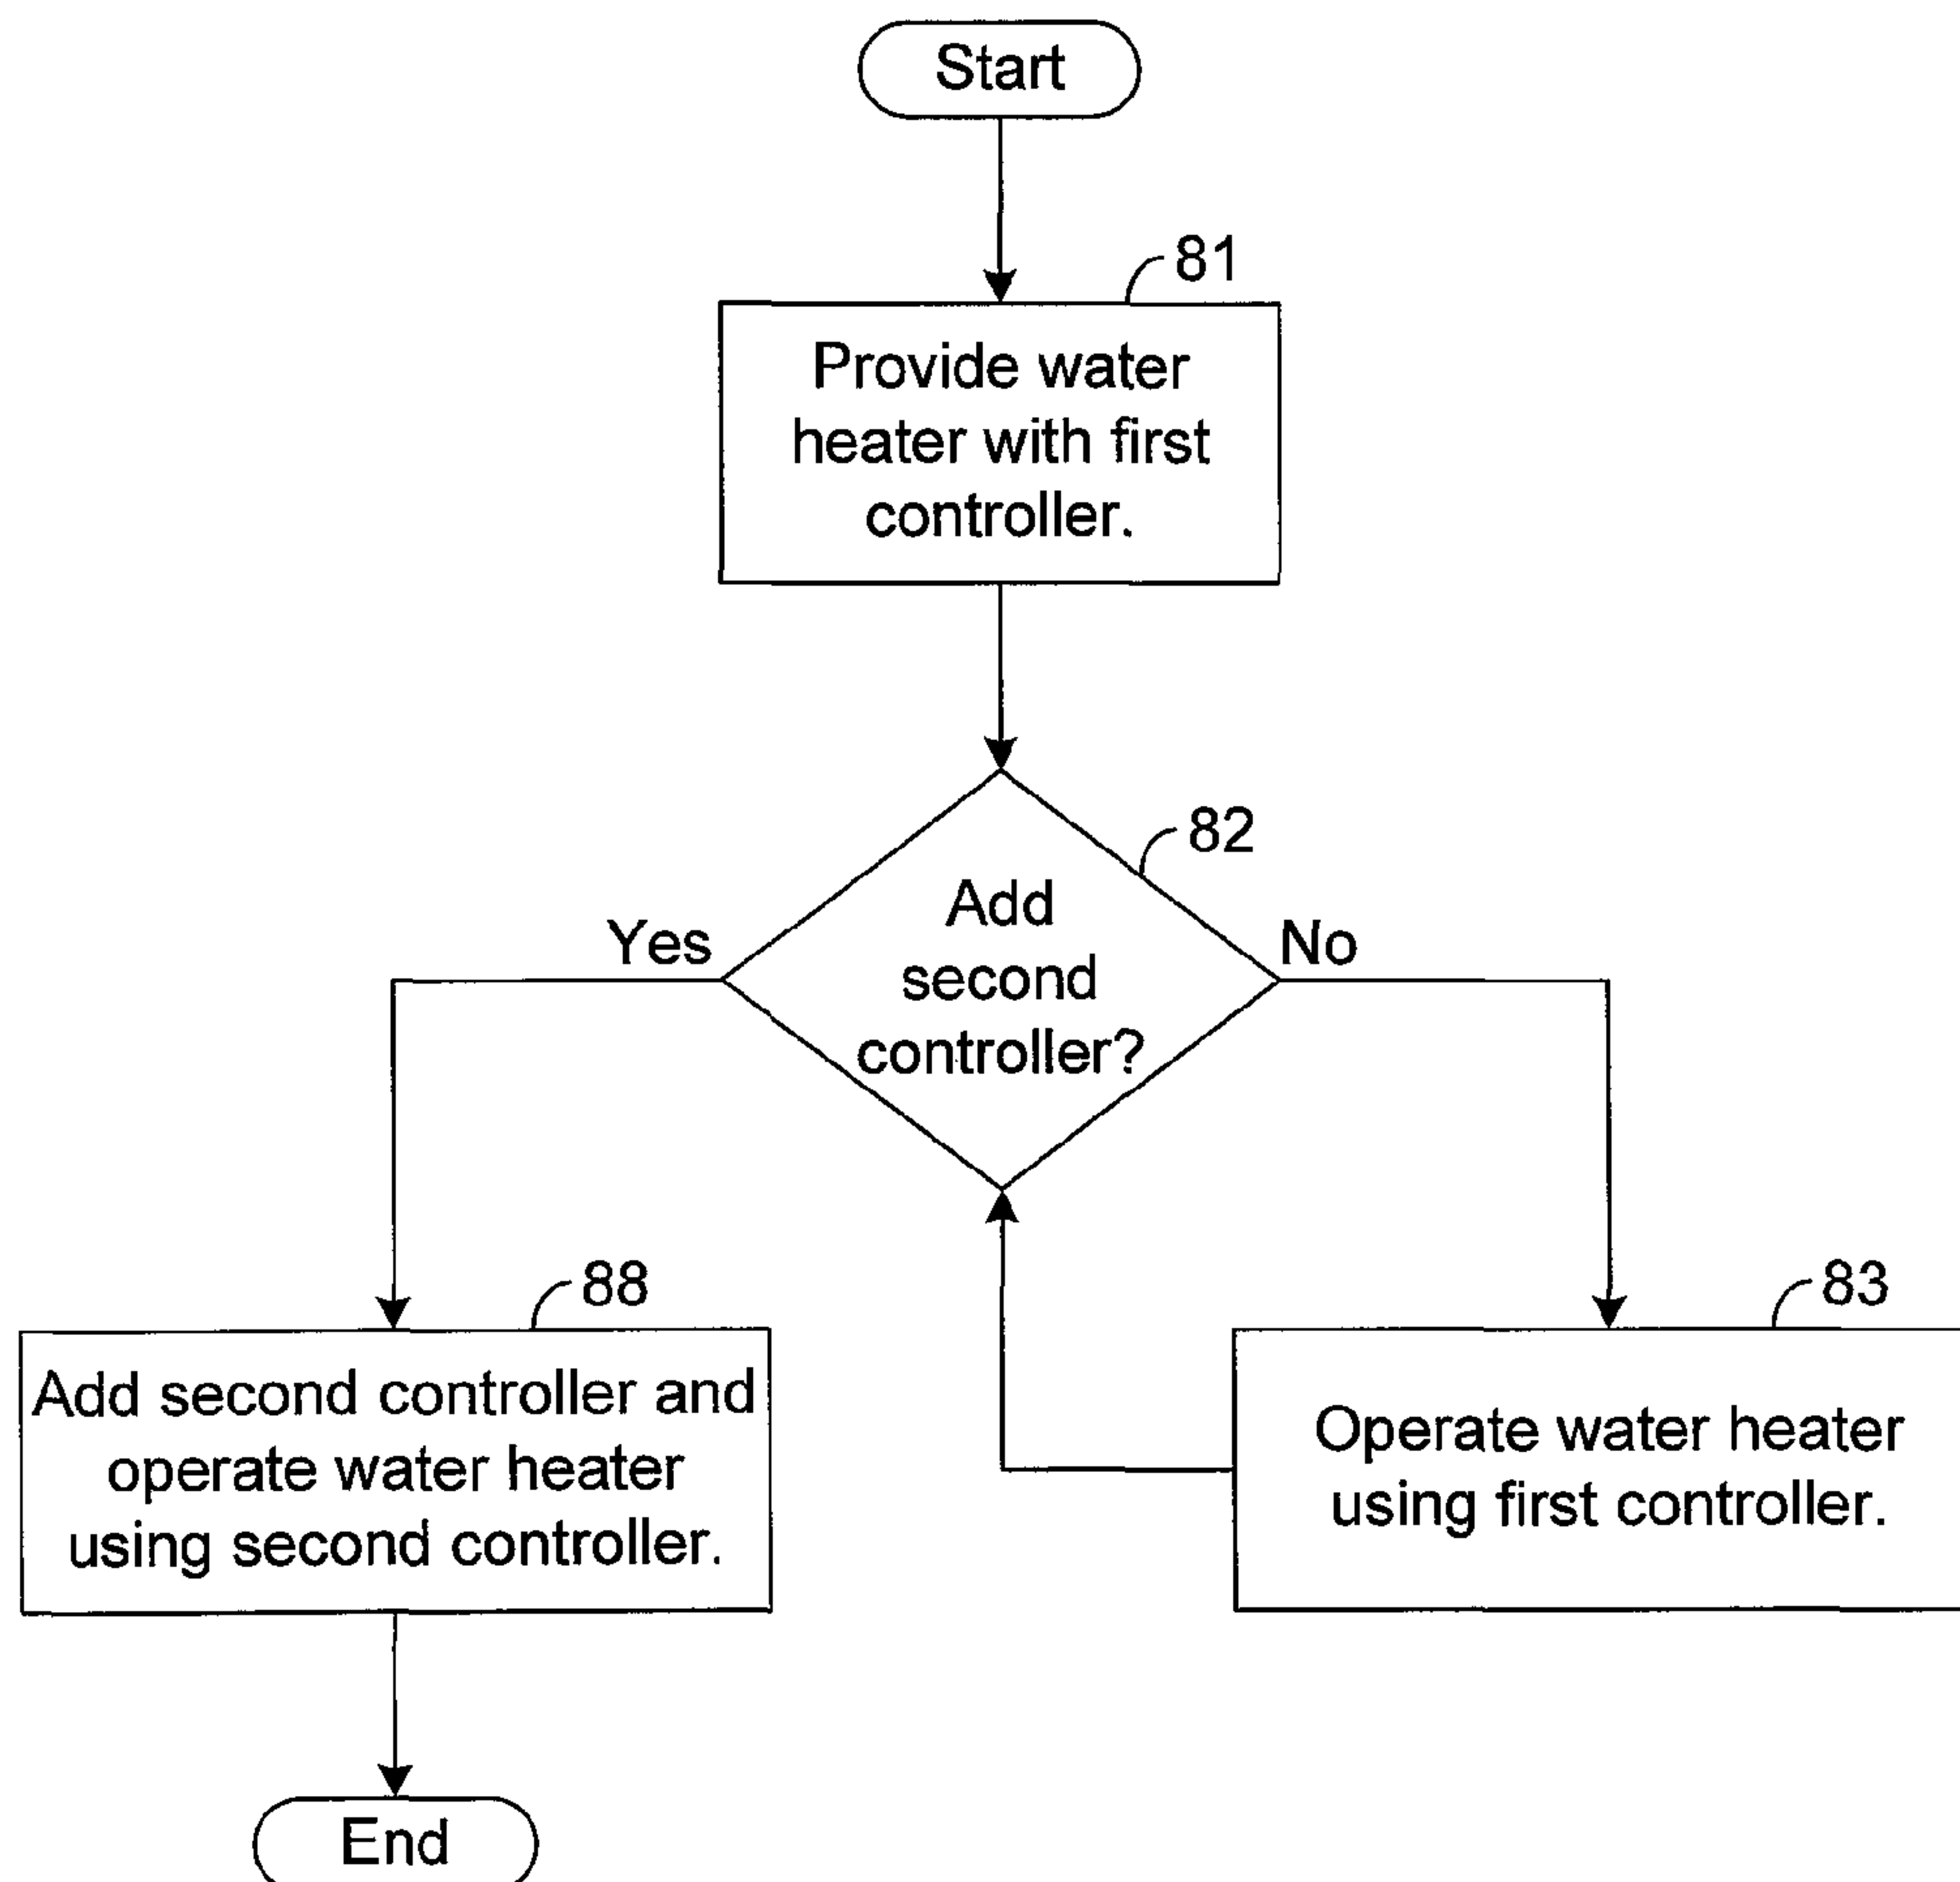 Start
81
Provide water
heater with first
controller.
82
Add
second
controller?
Yes
No
88
Add second controller and
operate water heater
using second controller.
83
Operate water heater
using first controller.
End